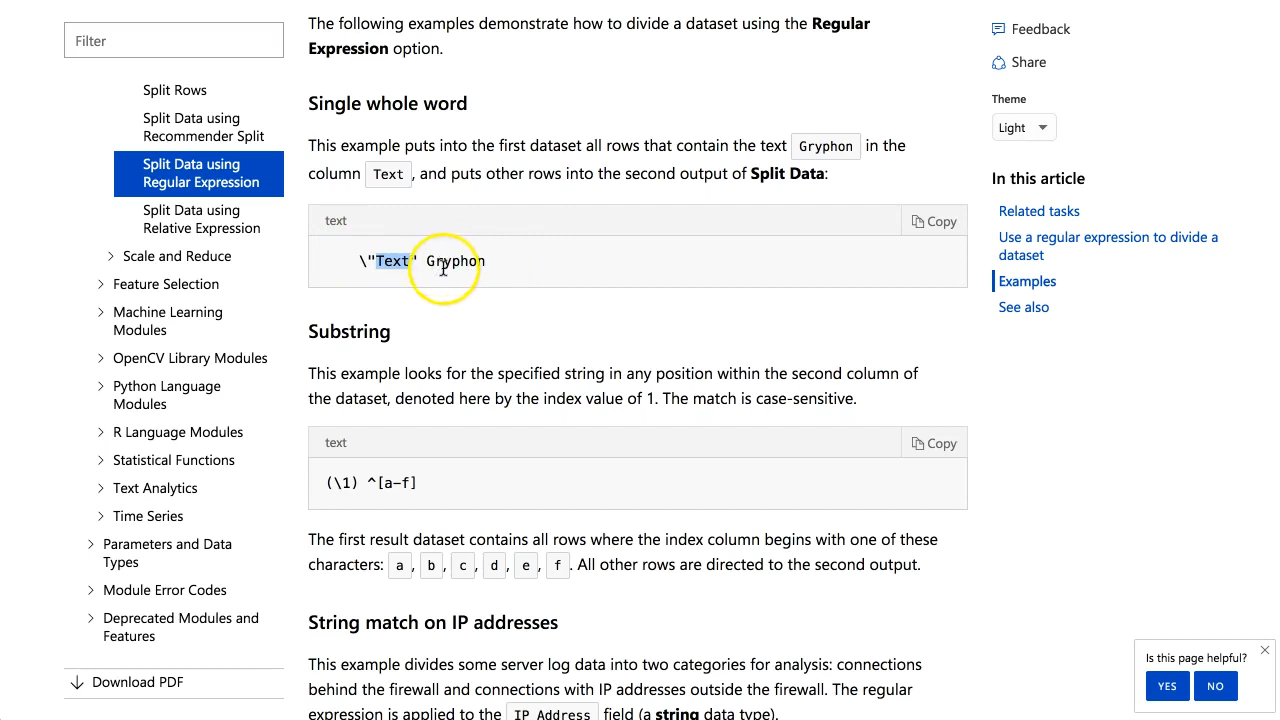 Filter
Split Rows
Split Data using
Recommender Split
Split Data using
Regular Expression
Split Data using
Relative Expression
Scale and Reduce
Feature Selection
Machine Learning
Modules
OpenCV Library Modules
Python Language
Modules
R Language Modules
Statistical Functions
Text Analytics
Time Series
Parameters and Data
Types
Module Error Codes
Deprecated Modules and
Features
Download PDF
The following examples demonstrate how to divide a dataset using the Regular
Expression option.
Single whole word
This example puts into the first dataset all rows that contain the text Gryphon in the
column Text, and puts other rows into the second output of Split Data:
text
Copy
\"Text" Gryphon
Substring
This example looks for the specified string in any position within the second column of
the dataset, denoted here by the index value of 1. The match is case-sensitive.
text
Copy
(\1) ^[a-f]
The first result dataset contains all rows where the index column begins with one of these
characters: a, b, c, d, e, f. All other rows are directed to the second output.
String match on IP addresses
This example divides some server log data into two categories for analysis: connections
behind the firewall and connections with IP addresses outside the firewall. The regular
expression is applied to the IP Address field (a string data type).
Feedback
Share
Theme
Light
In this article
Related tasks
Use a regular expression to divide a
dataset
Examples
See also
Is this page helpful?
YES
NO